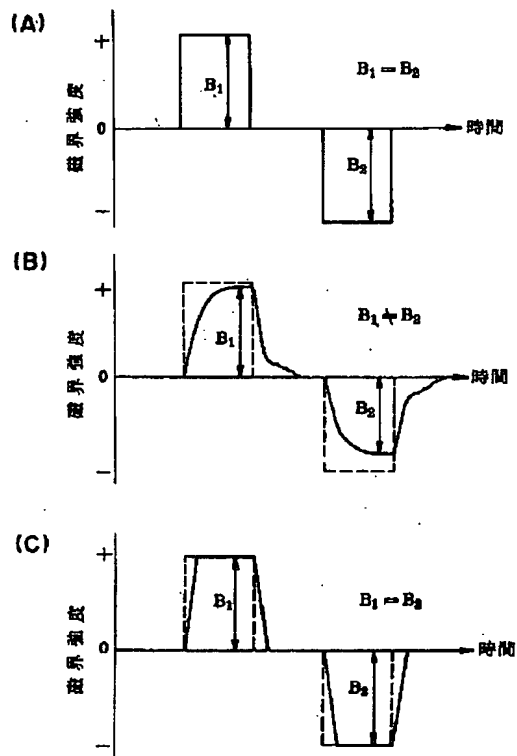 (A)
+
B₁
B₁ = B₂
磁界強度
0
時間
B₂
−
(B)
+
B₁
B₁ ≠ B₂
磁界強度
0
時間
B₂
−
(C)
+
B₁
B₁ = B₂
磁界強度
0
時間
B₂
−